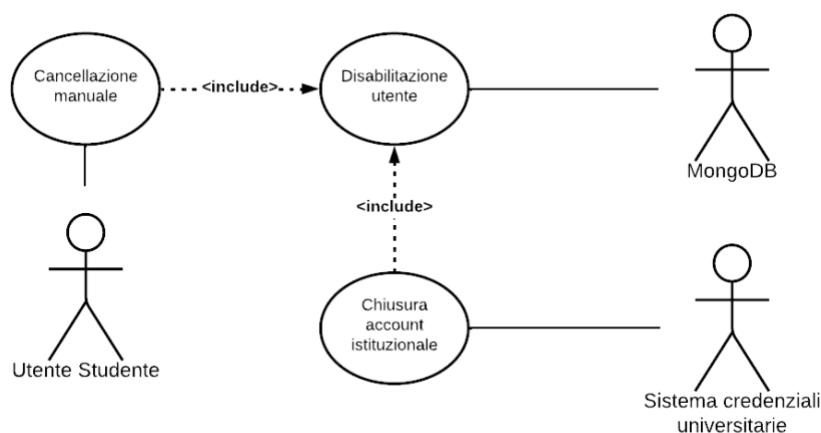 Cancellazione
manuale
<include>
Disabilitazione
utente
MongoDB
<include>
Utente Studente
Chiusura
account
istituzionale
Sistema credenziali
universitarie